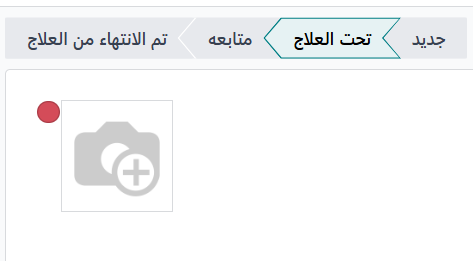 جديد
تحت العلاج
متابعه
تم الانتهاء من العلاج